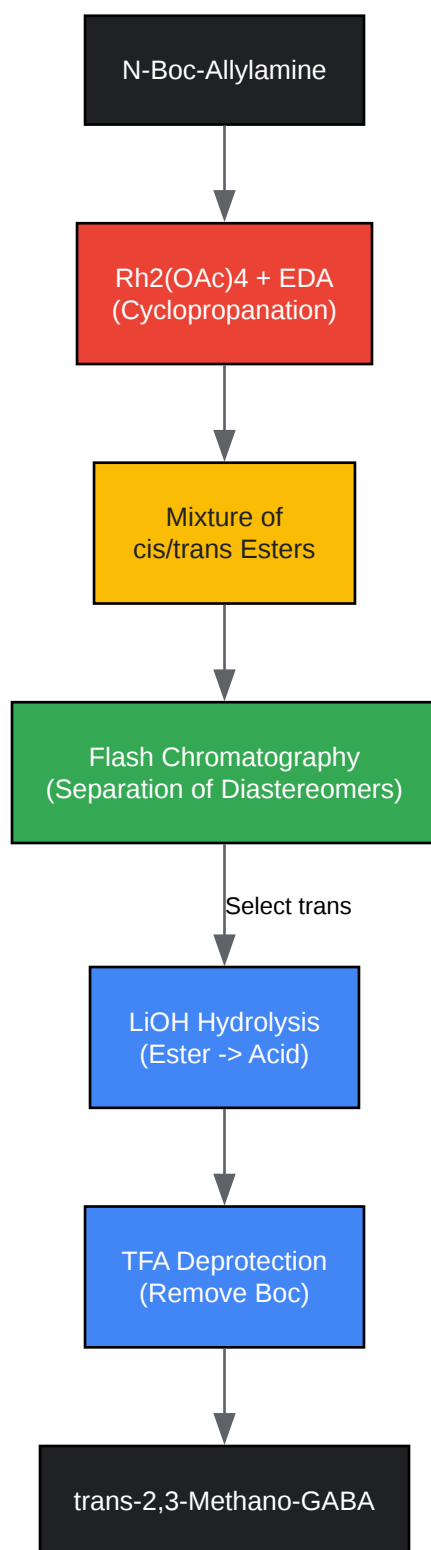 N-Boc-Allylamine
Rh2(OAc)4 + EDA
(Cyclopropanation)
Mixture of
cis/trans Esters
Flash Chromatography
(Separation of Diastereomers)
Select trans
LiOH Hydrolysis
(Ester -> Acid)
TFA Deprotection
(Remove Boc)
trans-2,3-Methano-GABA